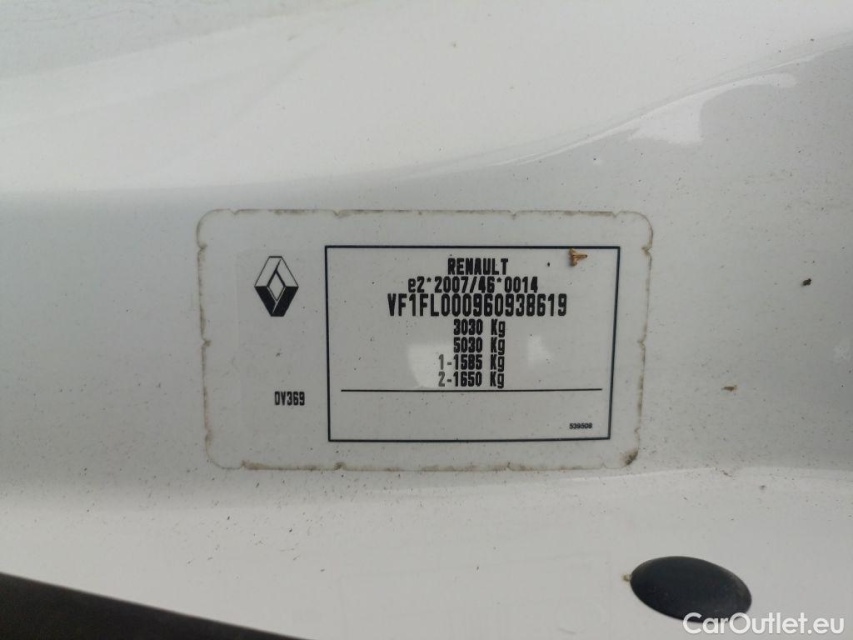 RENAULT
e2*2007/46*0014
VF1FL000960938619
3030 Kg
5030 Kg
1-1585 Kg
2-1650 Kg
DV369
539509
CarOutlet.eu